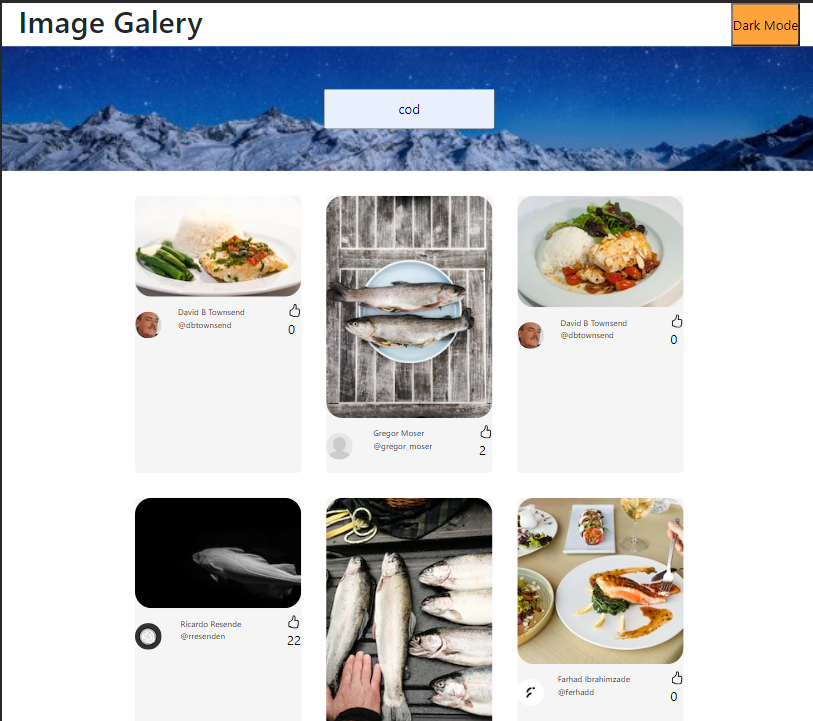 Image Galery
Dark Mode
cod
David B Townsend
@dbtownsend
0
Gregor Moser
@gregor_moser
2
David B Townsend
@dbtownsend
0
Ricardo Resende
@rresenden
22
Farhad Ibrahimzade
@ferhadd
0